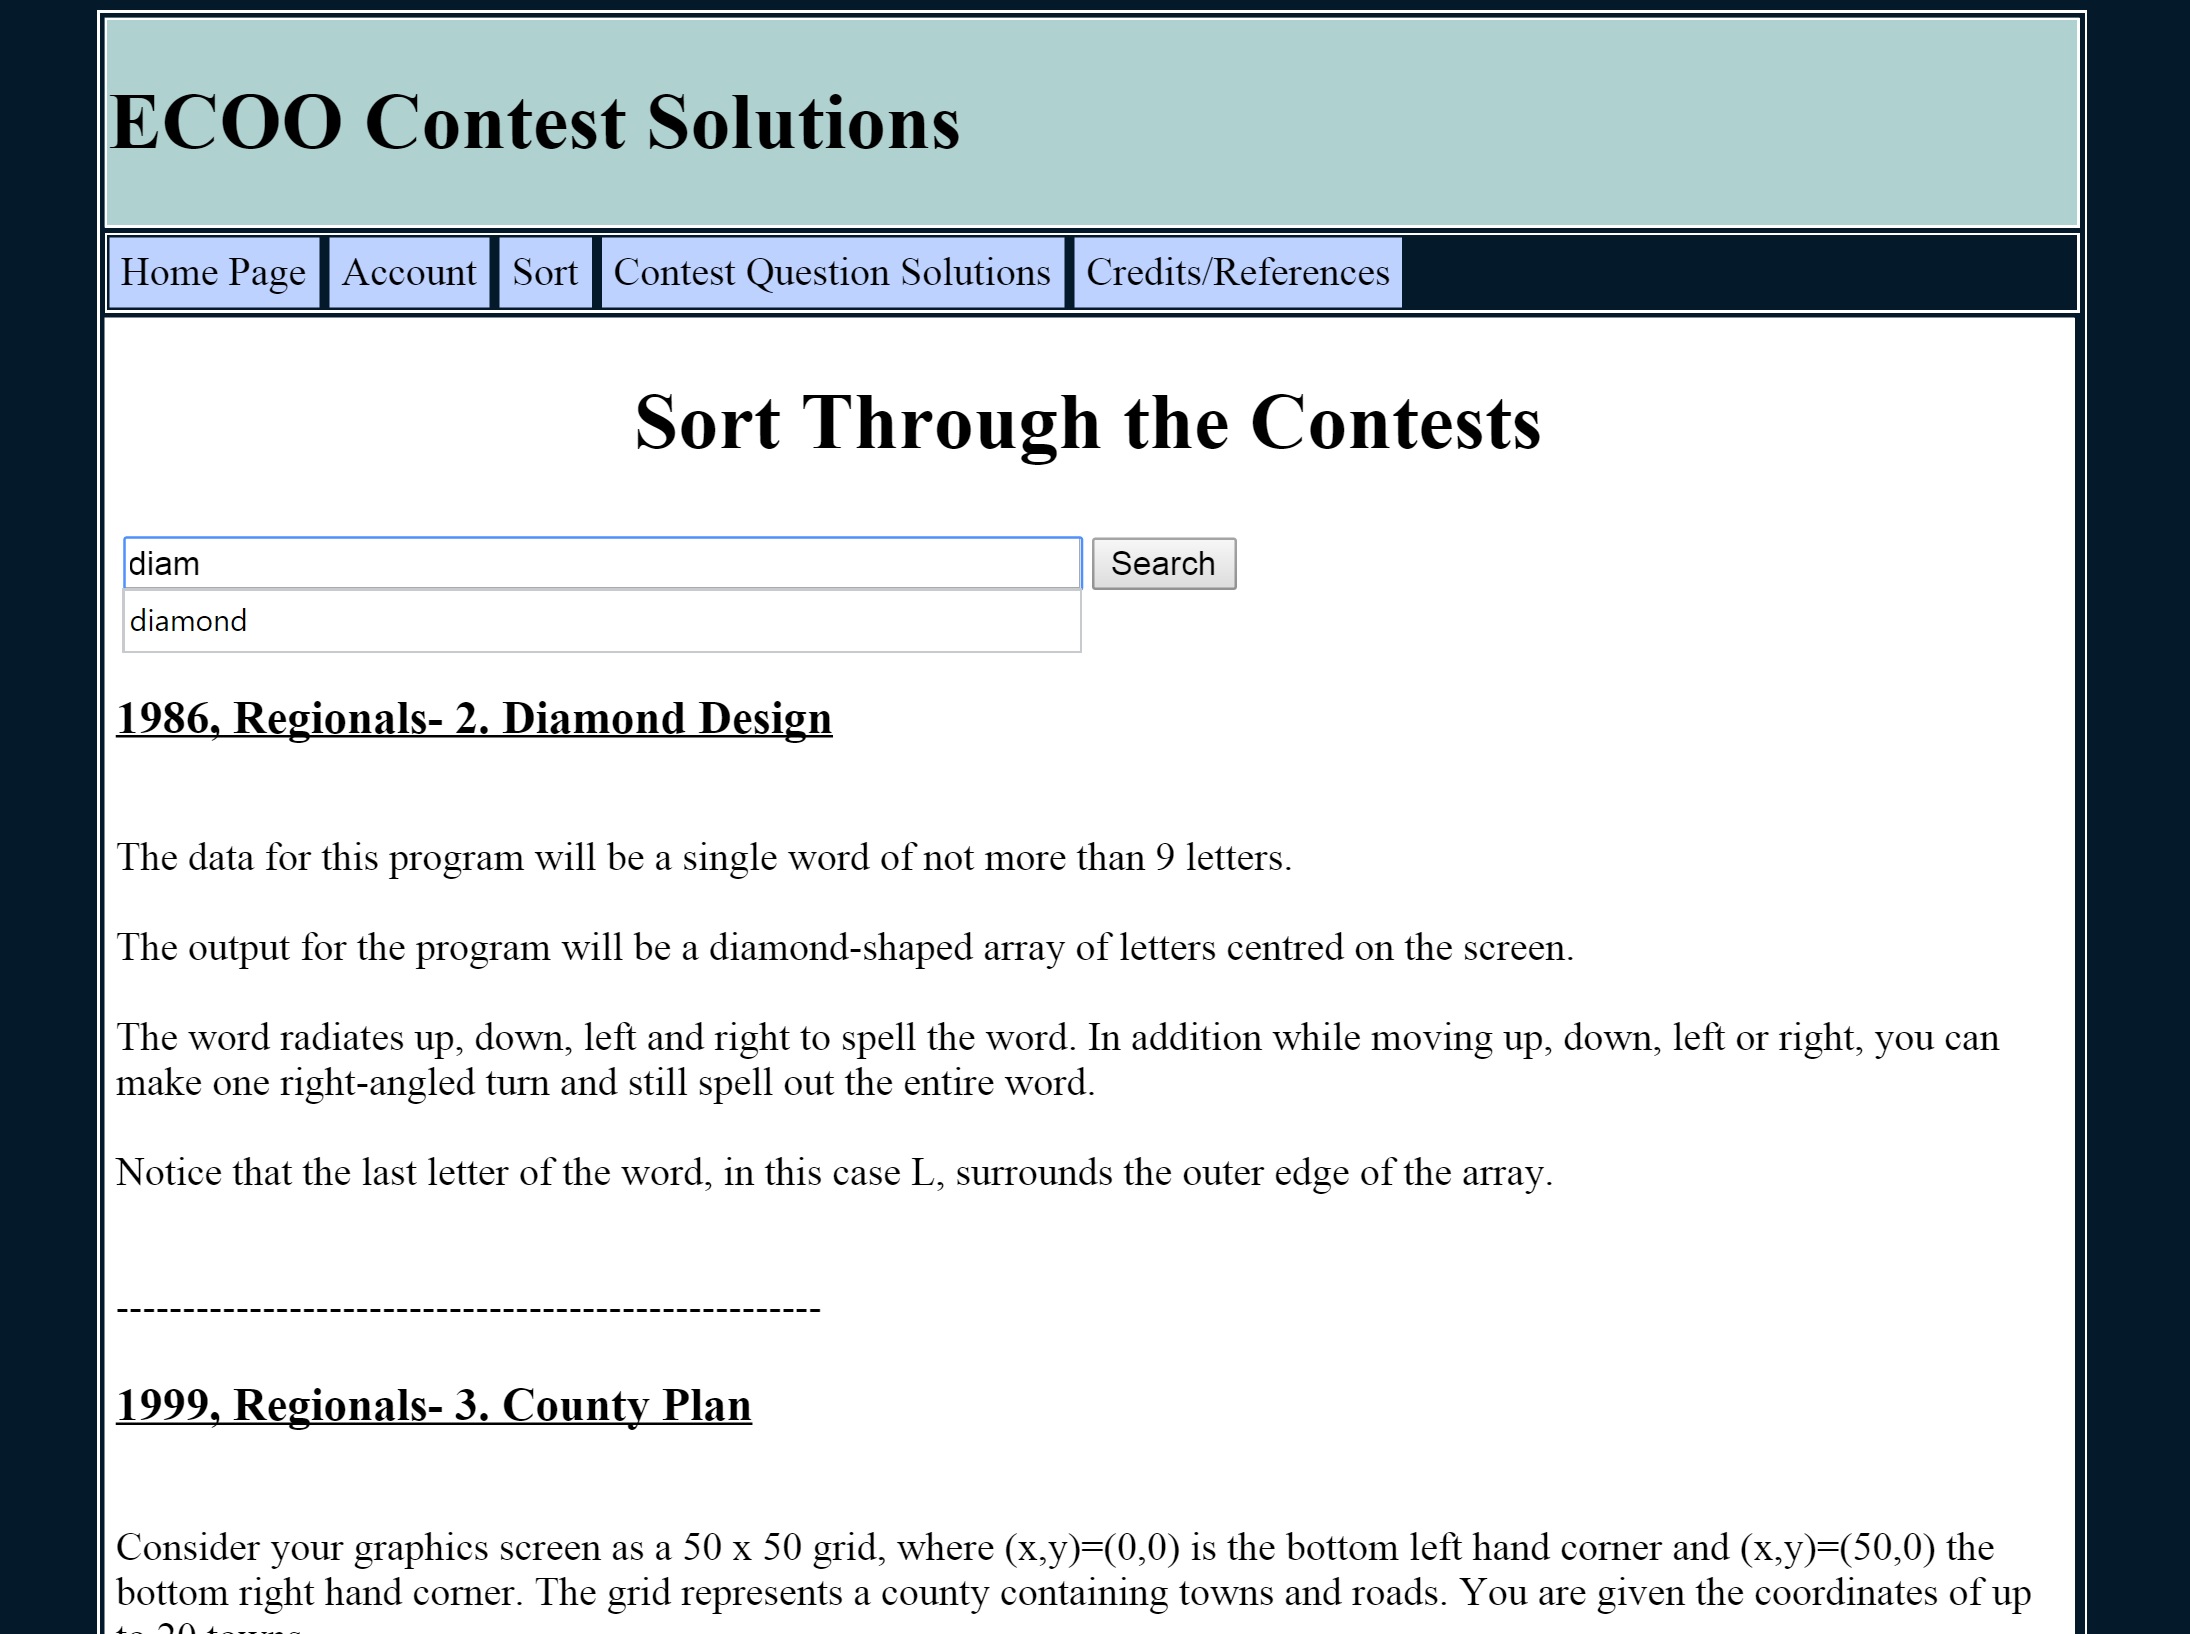 ECOO Contest Solutions
Home Page Account Sort Contest Question Solutions Credits/References
Sort Through the Contests
diam Search
diamond
1986, Regionals- 2. Diamond Design
The data for this program will be a single word of not more than 9 letters.
The output for the program will be a diamond-shaped array of letters centred on the screen.
The word radiates up, down, left and right to spell the word. In addition while moving up, down, left or right, you can
make one right-angled turn and still spell out the entire word.
Notice that the last letter of the word, in this case L, surrounds the outer edge of the array.
-----------------------------------------------------
1999, Regionals- 3. County Plan
Consider your graphics screen as a 50 x 50 grid, where (x,y)=(0,0) is the bottom left hand corner and (x,y)=(50,0) the
bottom right hand corner. The grid represents a county containing towns and roads. You are given the coordinates of up
to 20 towns